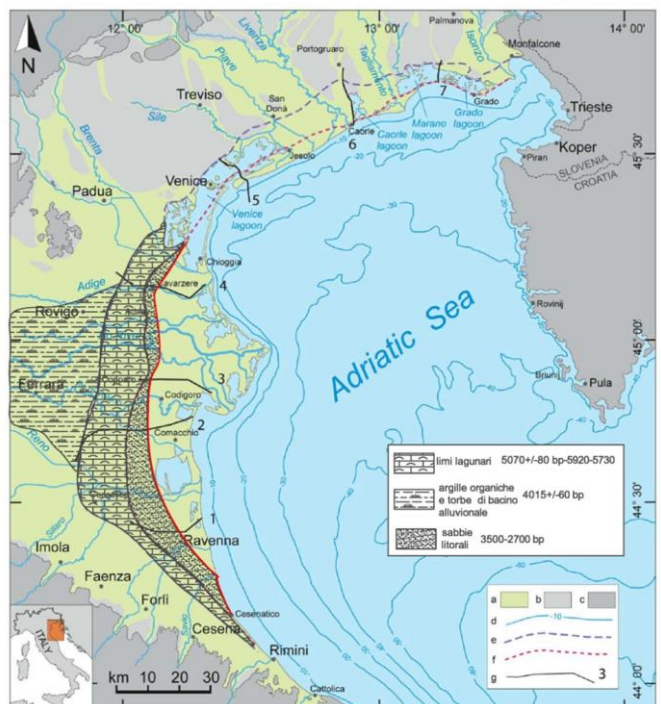 12° 00'
13° 00'
14° 00'
N
Palmanova
Portogruaro
Livenza
Piave
Tagliamento
Isonzo
Monfalcone
Treviso
San
Donà
Sile
Brenta
7
Grado
Trieste
Marano
lagoon
Grado
lagoon
Caorle
6
Caorle
lagoon
Jesolo
Koper
Piran
45° 30'
SLOVENIA
CROATIA
Venice
5
Padua
Venice
lagoon
Chioggia
Adige
Cavarzere
4
Rovigo
Adriatic Sea
Rovinj
45° 00'
Ferrara
3
Codigoro
Brunij
Pula
2
Comacchio
Reno
limi lagunari 5070+/-80 bp-5920-5730
argille organiche
e torbe di bacino
alluvionale
4015+/-60 bp
sabbie
litorali
3500-2700 bp
44° 30'
Sillaro
1
Ravenna
Imola
Faenza
Forlì
Savio
Cesenatico
Cesena
Rimini
Cattolica
44° 00'
ITALY
km 10 20 30
a b c
d -10
e
f
g 3